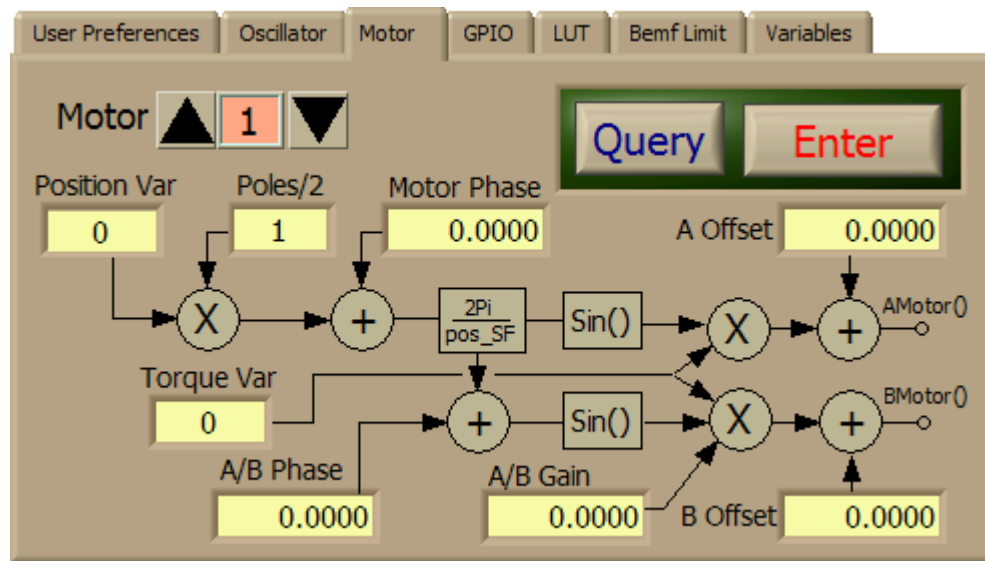 User Preferences Oscillator Motor GPIO LUT Bemf Limit Variables
Motor 1 Query Enter
Position Var Poles/2 Motor Phase
0 1 0.0000 A Offset 0.0000
X + 2Pi
pos_SF Sin() X + AMotor()
Torque Var
0 + Sin() X + BMotor()
A/B Phase A/B Gain
0.0000 0.0000 B Offset 0.0000